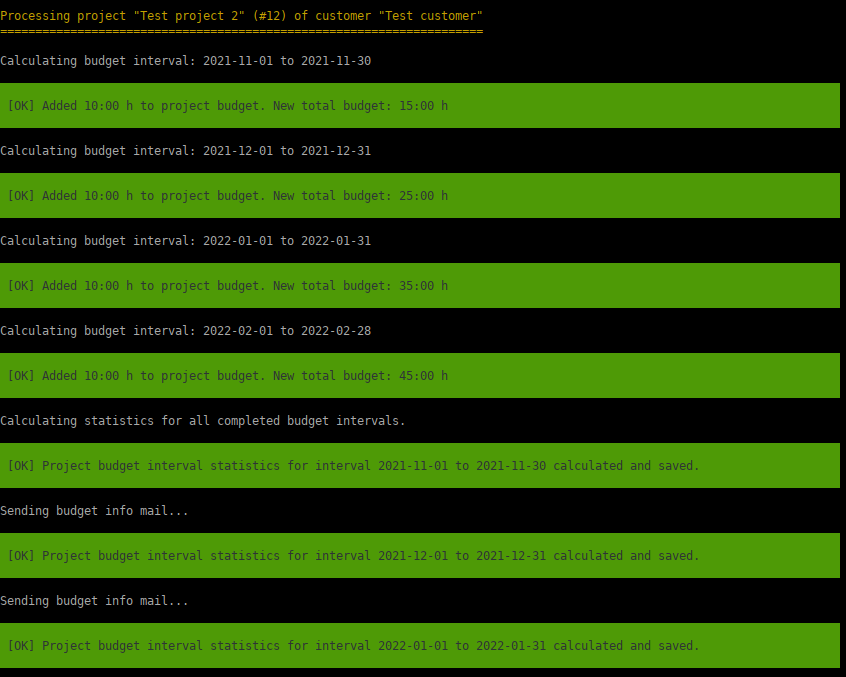 Processing project "Test project 2" (#12) of customer "Test customer"
=====================================================================
Calculating budget interval: 2021-11-01 to 2021-11-30
[OK] Added 10:00 h to project budget. New total budget: 15:00 h
Calculating budget interval: 2021-12-01 to 2021-12-31
[OK] Added 10:00 h to project budget. New total budget: 25:00 h
Calculating budget interval: 2022-01-01 to 2022-01-31
[OK] Added 10:00 h to project budget. New total budget: 35:00 h
Calculating budget interval: 2022-02-01 to 2022-02-28
[OK] Added 10:00 h to project budget. New total budget: 45:00 h
Calculating statistics for all completed budget intervals.
[OK] Project budget interval statistics for interval 2021-11-01 to 2021-11-30 calculated and saved.
Sending budget info mail...
[OK] Project budget interval statistics for interval 2021-12-01 to 2021-12-31 calculated and saved.
Sending budget info mail...
[OK] Project budget interval statistics for interval 2022-01-01 to 2022-01-31 calculated and saved.